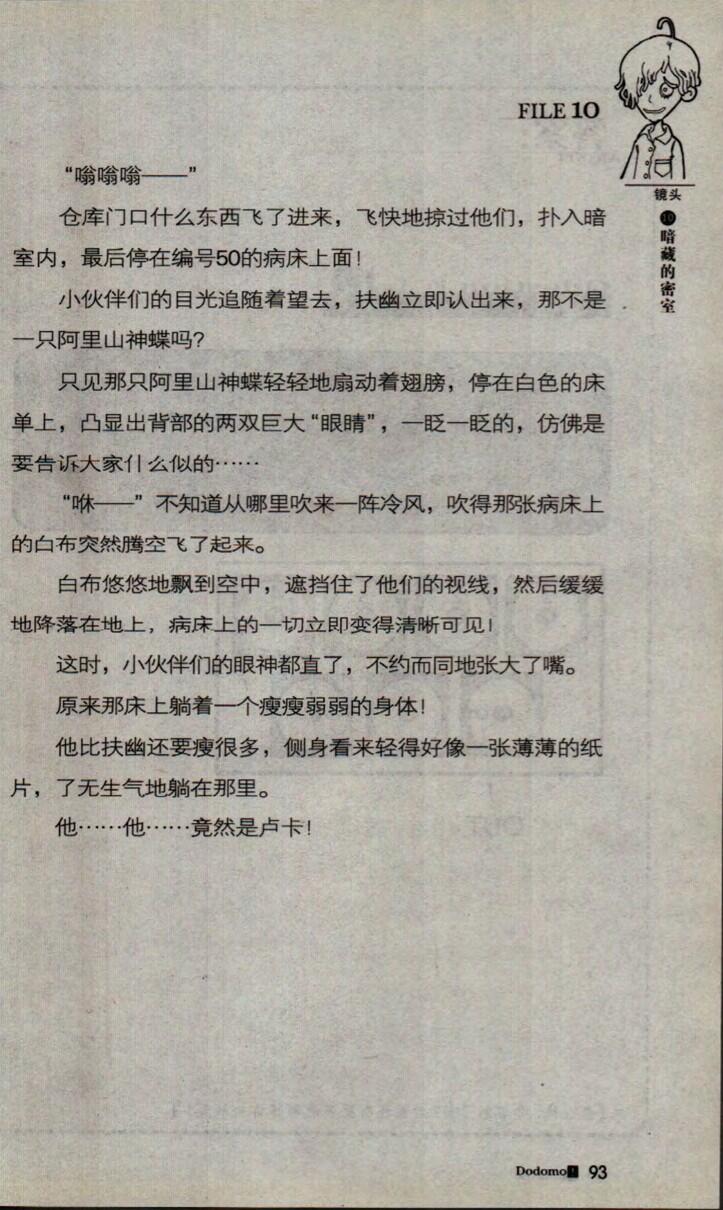 FILE 10
镜头
⑩暗藏的密室
“嗡嗡嗡——”
仓库门口什么东西飞了进来，飞快地掠过他们，扑入暗
室内，最后停在编号50的病床上面！
小伙伴们的目光追随着望去，扶幽立即认出来，那不是
一只阿里山神蝶吗？
只见那只阿里山神蝶轻轻地扇动着翅膀，停在白色的床
单上，凸显出背部的两双巨大“眼睛”，一眨一眨的，仿佛是
要告诉大家什么似的……
“咻——”不知道从哪里吹来一阵冷风，吹得那张病床上
的白布突然腾空飞了起来。
白布悠悠地飘到空中，遮挡住了他们的视线，然后缓缓
地降落在地上，病床上的一切立即变得清晰可见！
这时，小伙伴们的眼神都直了，不约而同地张大了嘴。
原来那床上躺着一个瘦瘦弱弱的身体！
他比扶幽还要瘦很多，侧身看来轻得好像一张薄薄的纸
片，了无生气地躺在那里。
他……他……竟然是卢卡！
Dodomo! 93